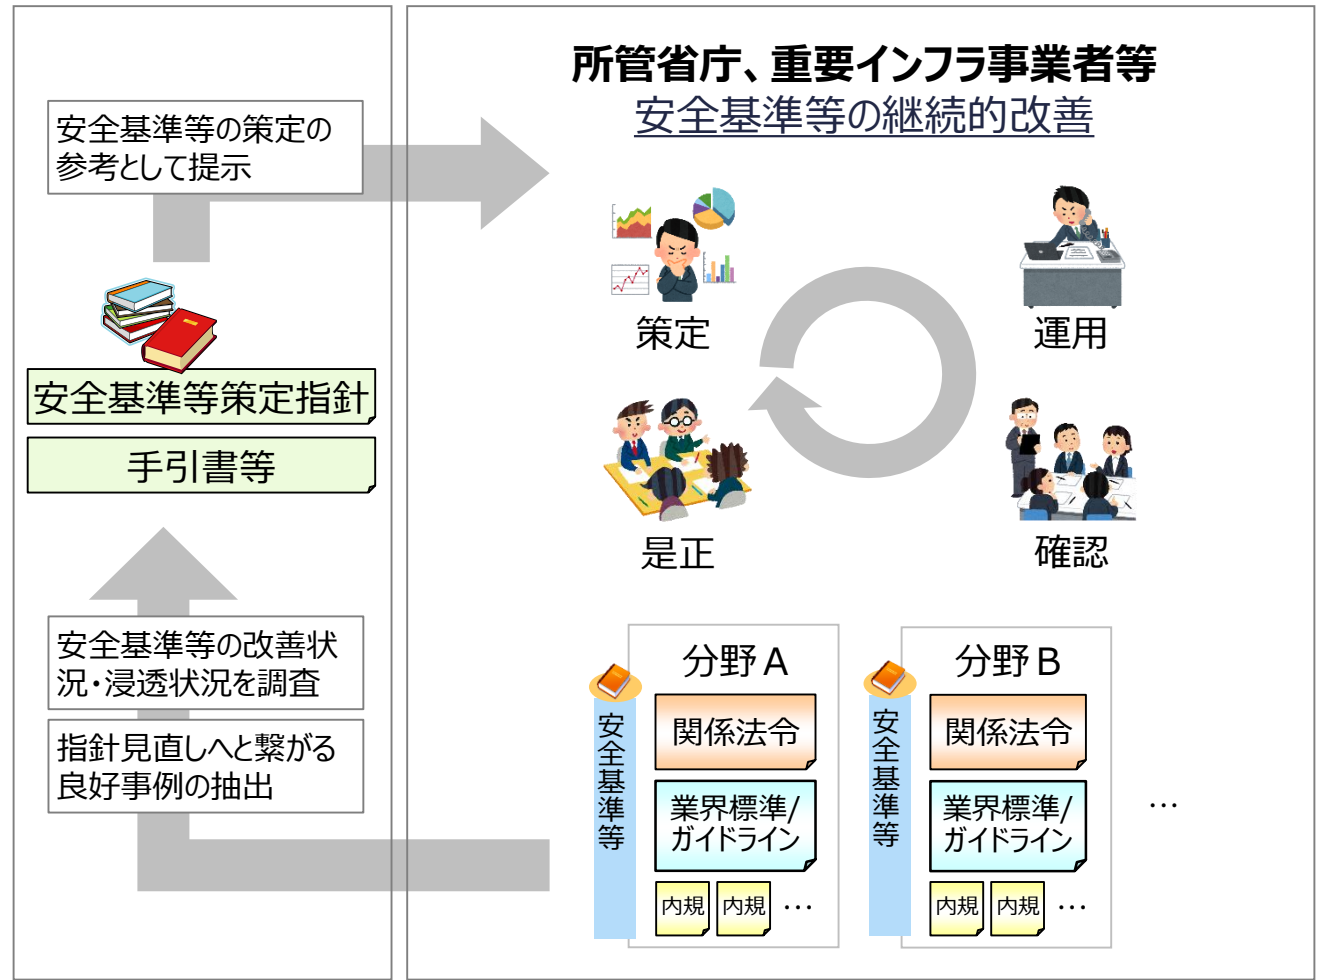 安全基準等の策定の
参考として提示
安全基準等策定指針
手引書等
安全基準等の改善状
況・浸透状況を調査
指針見直しへと繋がる
良好事例の抽出
所管省庁、重要インフラ事業者等
安全基準等の継続的改善
策定
運用
是正
確認
安全基準等
分野A
関係法令
業界標準/
ガイドライン
内規 内規 …
安全基準等
分野B
関係法令
業界標準/
ガイドライン
内規 内規 …
…